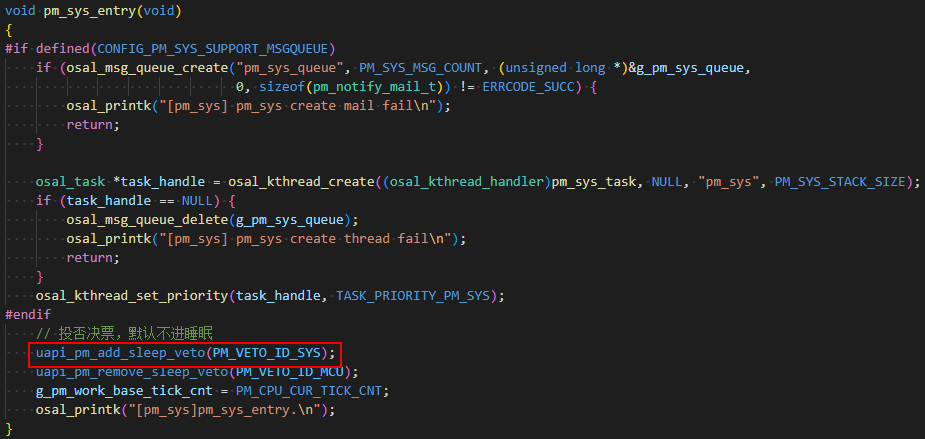 void pm_sys_entry(void)
{
#if defined(CONFIG_PM_SYS_SUPPORT_MSGQUEUE)
    if (osal_msg_queue_create("pm_sys_queue", PM_SYS_MSG_COUNT, (unsigned long *)&g_pm_sys_queue,
                              0, sizeof(pm_notify_mail_t)) != ERRCODE_SUCC) {
        osal_printk("[pm_sys] pm_sys create mail fail\n");
        return;
    }

    osal_task *task_handle = osal_kthread_create((osal_kthread_handler)pm_sys_task, NULL, "pm_sys", PM_SYS_STACK_SIZE);
    if (task_handle == NULL) {
        osal_msg_queue_delete(g_pm_sys_queue);
        osal_printk("[pm_sys] pm_sys create thread fail\n");
        return;
    }
    osal_kthread_set_priority(task_handle, TASK_PRIORITY_PM_SYS);
#endif
    // 投否决票，默认不进睡眠
    uapi_pm_add_sleep_veto(PM_VETO_ID_SYS);
    uapi_pm_remove_sleep_veto(PM_VETO_ID_MCU);
    g_pm_work_base_tick_cnt = PM_CPU_CUR_TICK_CNT;
    osal_printk("[pm_sys]pm_sys_entry.\n");
}